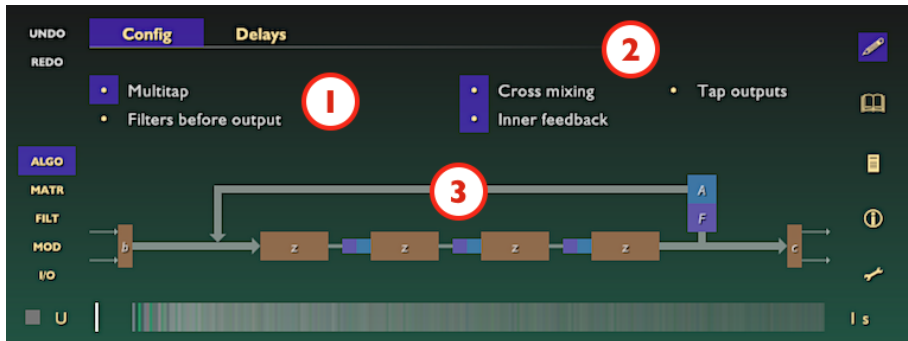 UNDO
Config Delays
2
REDO
Multitap
1
Cross mixing
Tap outputs
Filters before output
Inner feedback
ALGO
MATR
3
A
FILT
F
MOD
b z z z z c
I/O
U
1 s